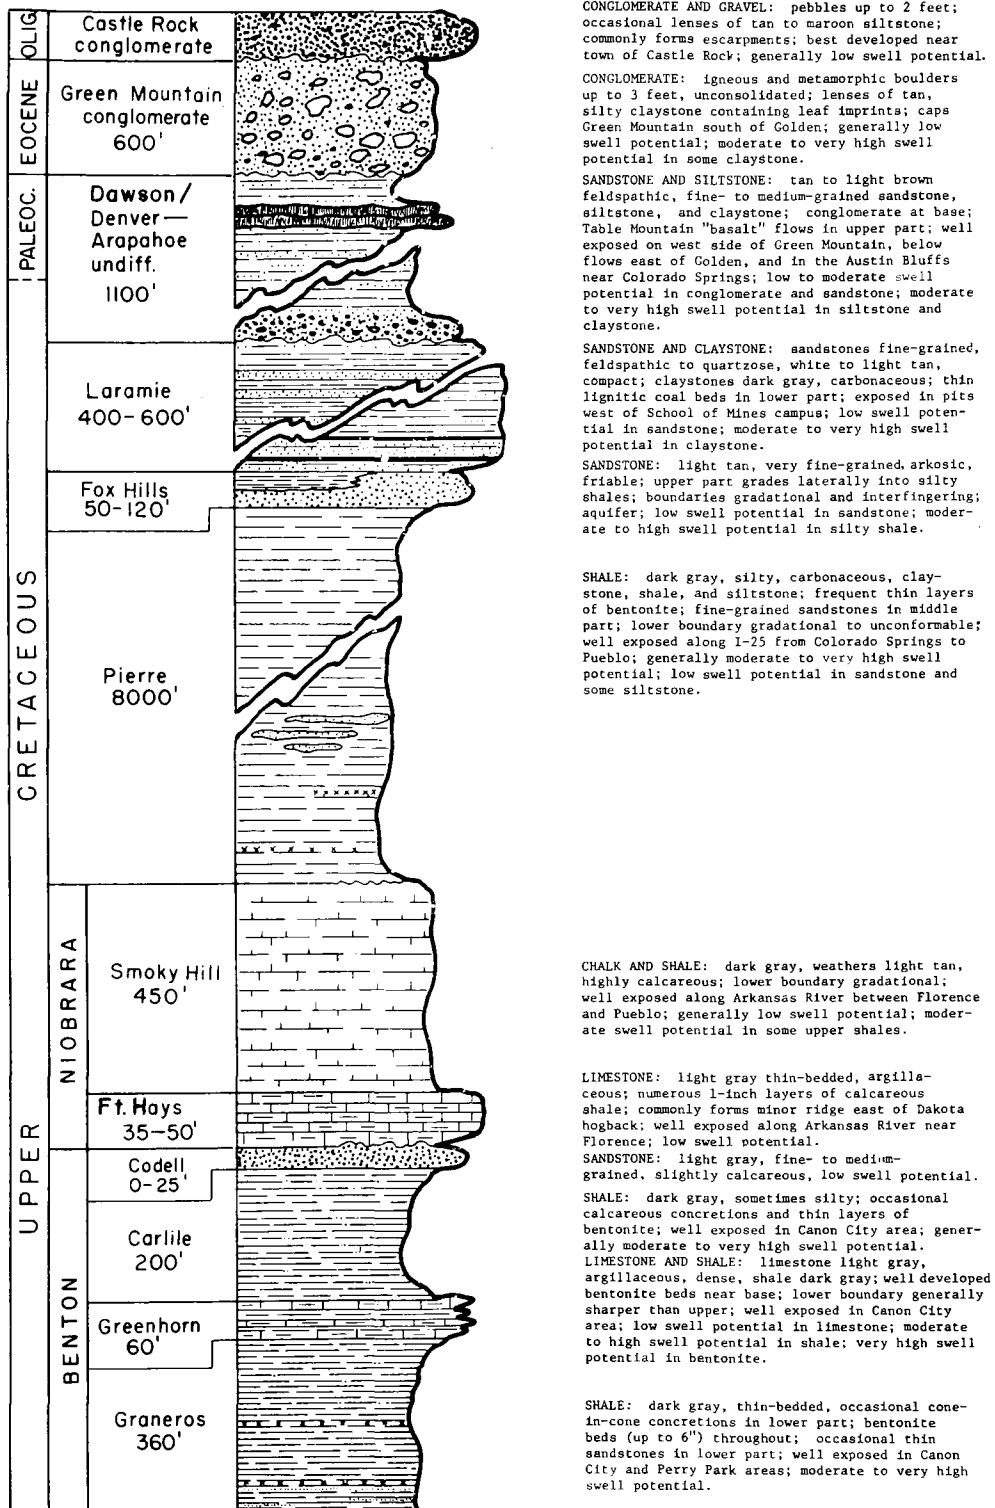 OLIG
Castle Rock
conglomerate
CONGLOMERATE AND GRAVEL: pebbles up to 2 feet;
occasional lenses of tan to maroon siltstone;
commonly forms escarpments; best developed near
town of Castle Rock; generally low swell potential.
EOCENE
Green Mountain
conglomerate
600'
CONGLOMERATE: igneous and metamorphic boulders
up to 3 feet, unconsolidated; lenses of tan,
silty claystone containing leaf imprints; caps
Green Mountain south of Golden; generally low
swell potential; moderate to very high swell
potential in some claystone.
PALEOC.
Dawson/
Denver—
Arapahoe
undiff.
1100'
SANDSTONE AND SILTSTONE: tan to light brown
feldspathic, fine- to medium-grained sandstone,
siltstone, and claystone; conglomerate at base;
Table Mountain "basalt" flows in upper part; well
exposed on west side of Green Mountain, below
flows east of Golden, and in the Austin Bluffs
near Colorado Springs; low to moderate swell
potential in conglomerate and sandstone; moderate
to very high swell potential in siltstone and
claystone.
UPPER CRETACEOUS
Laramie
400-600'
SANDSTONE AND CLAYSTONE: sandstones fine-grained,
feldspathic to quartzose, white to light tan,
compact; claystones dark gray, carbonaceous; thin
lignitic coal beds in lower part; exposed in pits
west of School of Mines campus; low swell poten-
tial in sandstone; moderate to very high swell
potential in claystone.
Fox Hills
50-120'
SANDSTONE: light tan, very fine-grained, arkosic,
friable; upper part grades laterally into silty
shales; boundaries gradational and interfingering;
aquifer; low swell potential in sandstone; moder-
ate to high swell potential in silty shale.
Pierre
8000'
SHALE: dark gray, silty, carbonaceous, clay-
stone, shale, and siltstone; frequent thin layers
of bentonite; fine-grained sandstones in middle
part; lower boundary gradational to unconformable;
well exposed along I-25 from Colorado Springs to
Pueblo; generally moderate to very high swell
potential; low swell potential in sandstone and
some siltstone.
NIOBRARA
Smoky Hill
450'
CHALK AND SHALE: dark gray, weathers light tan,
highly calcareous; lower boundary gradational;
well exposed along Arkansas River between Florence
and Pueblo; generally low swell potential; moder-
ate swell potential in some upper shales.
Ft. Hays
35-50'
LIMESTONE: light gray thin-bedded, argilla-
ceous; numerous 1-inch layers of calcareous
shale; commonly forms minor ridge east of Dakota
hogback; well exposed along Arkansas River near
Florence; low swell potential.
BENTON
Codell
0-25'
SANDSTONE: light gray, fine- to medium-
grained, slightly calcareous, low swell potential.
Carlile
200'
SHALE: dark gray, sometimes silty; occasional
calcareous concretions and thin layers of
bentonite; well exposed in Canon City area; gener-
ally moderate to very high swell potential.
Greenhorn
60'
LIMESTONE AND SHALE: limestone light gray,
argillaceous, dense, shale dark gray; well developed
bentonite beds near base; lower boundary generally
sharper than upper; well exposed in Canon City
area; low swell potential in limestone; moderate
to high swell potential in shale; very high swell
potential in bentonite.
Graneros
360'
SHALE: dark gray, thin-bedded, occasional cone-
in-cone concretions in lower part; bentonite
beds (up to 6") throughout; occasional thin
sandstones in lower part; well exposed in Canon
City and Perry Park areas; moderate to very high
swell potential.